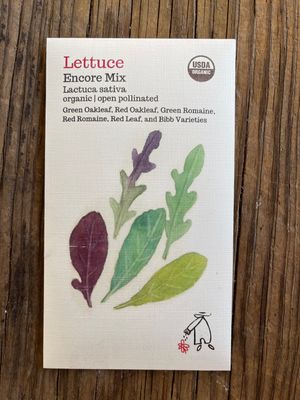 Lettuce
USDA
ORGANIC
Encore Mix
Lactuca sativa
organic | open pollinated
Green Oakleaf, Red Oakleaf, Green Romaine,
Red Romaine, Red Leaf, and Bibb Varieties